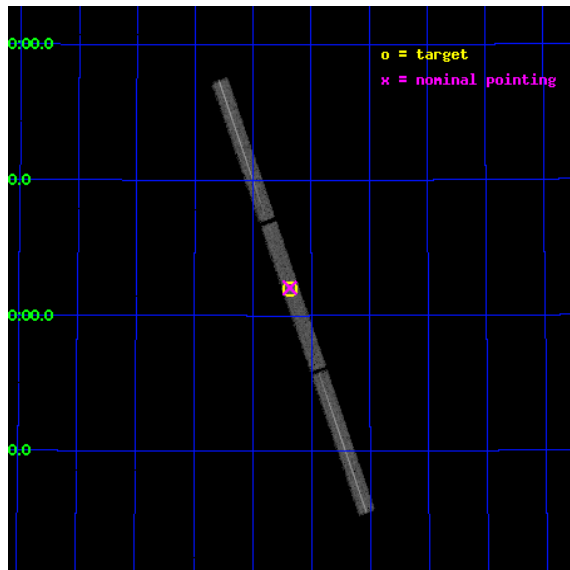 0:00.0
o = target
x = nominal pointing
0.0
0:00.0
0.0